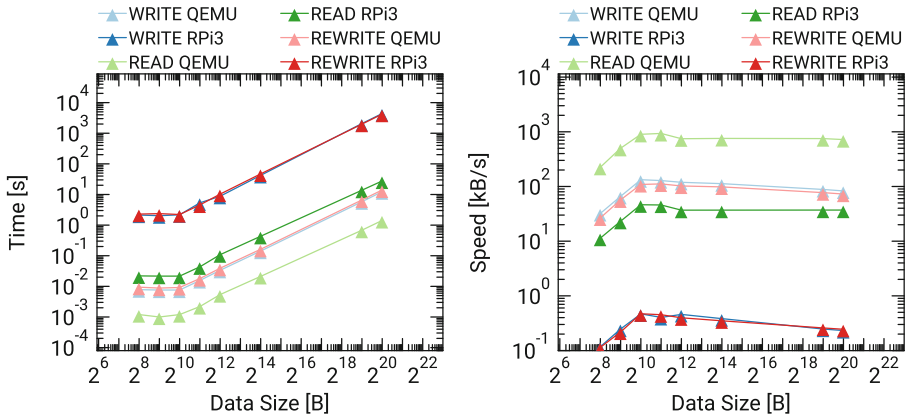 WRITE QEMU READ RPi3
WRITE RPi3 REWRITE QEMU
READ QEMU REWRITE RPi3
10^4
10^3
10^2
10^1
10^0
10^-1
10^-2
10^-3
10^-4
Time [s]
2^6 2^8 2^10 2^12 2^14 2^16 2^18 2^20 2^22
Data Size [B]
WRITE QEMU READ RPi3
WRITE RPi3 REWRITE QEMU
READ QEMU REWRITE RPi3
10^4
10^3
10^2
10^1
10^0
10^-1
Speed [kB/s]
2^6 2^8 2^10 2^12 2^14 2^16 2^18 2^20 2^22
Data Size [B]